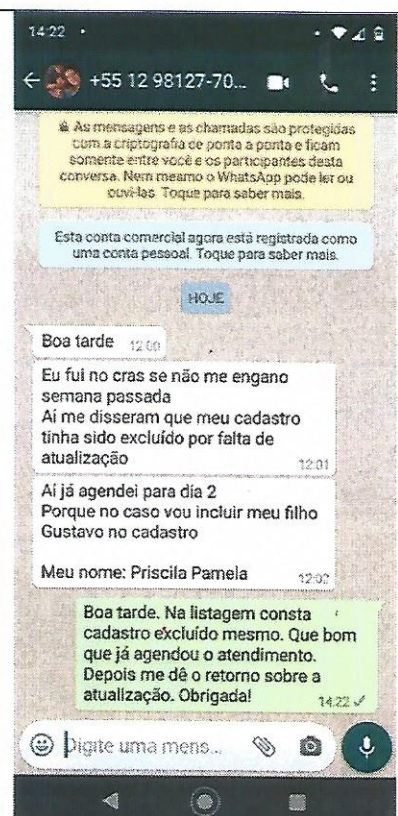 14:22
+55 12 98127-70...
As mensagens e as chamadas são protegidas
com a criptografia de ponta a ponta e ficam
somente entre você e os participantes desta
conversa. Nem mesmo o WhatsApp pode ler ou
ouvi-las. Toque para saber mais.
Esta conta comercial agora está registrada como
uma conta pessoal. Toque para saber mais.
HOJE
Boa tarde 12:00
Eu fui no cras se não me engano
semana passada
Ai me disseram que meu cadastro
tinha sido excluído por falta de
atualização 12:01
Aí já agendei para dia 2
Porque no caso vou incluir meu filho
Gustavo no cadastro
Meu nome: Priscila Pamela 12:02
Boa tarde. Na listagem consta
cadastro excluído mesmo. Que bom
que já agendou o atendimento.
Depois me dê o retorno sobre a
atualização. Obrigada! 14:22
Digite uma mens...